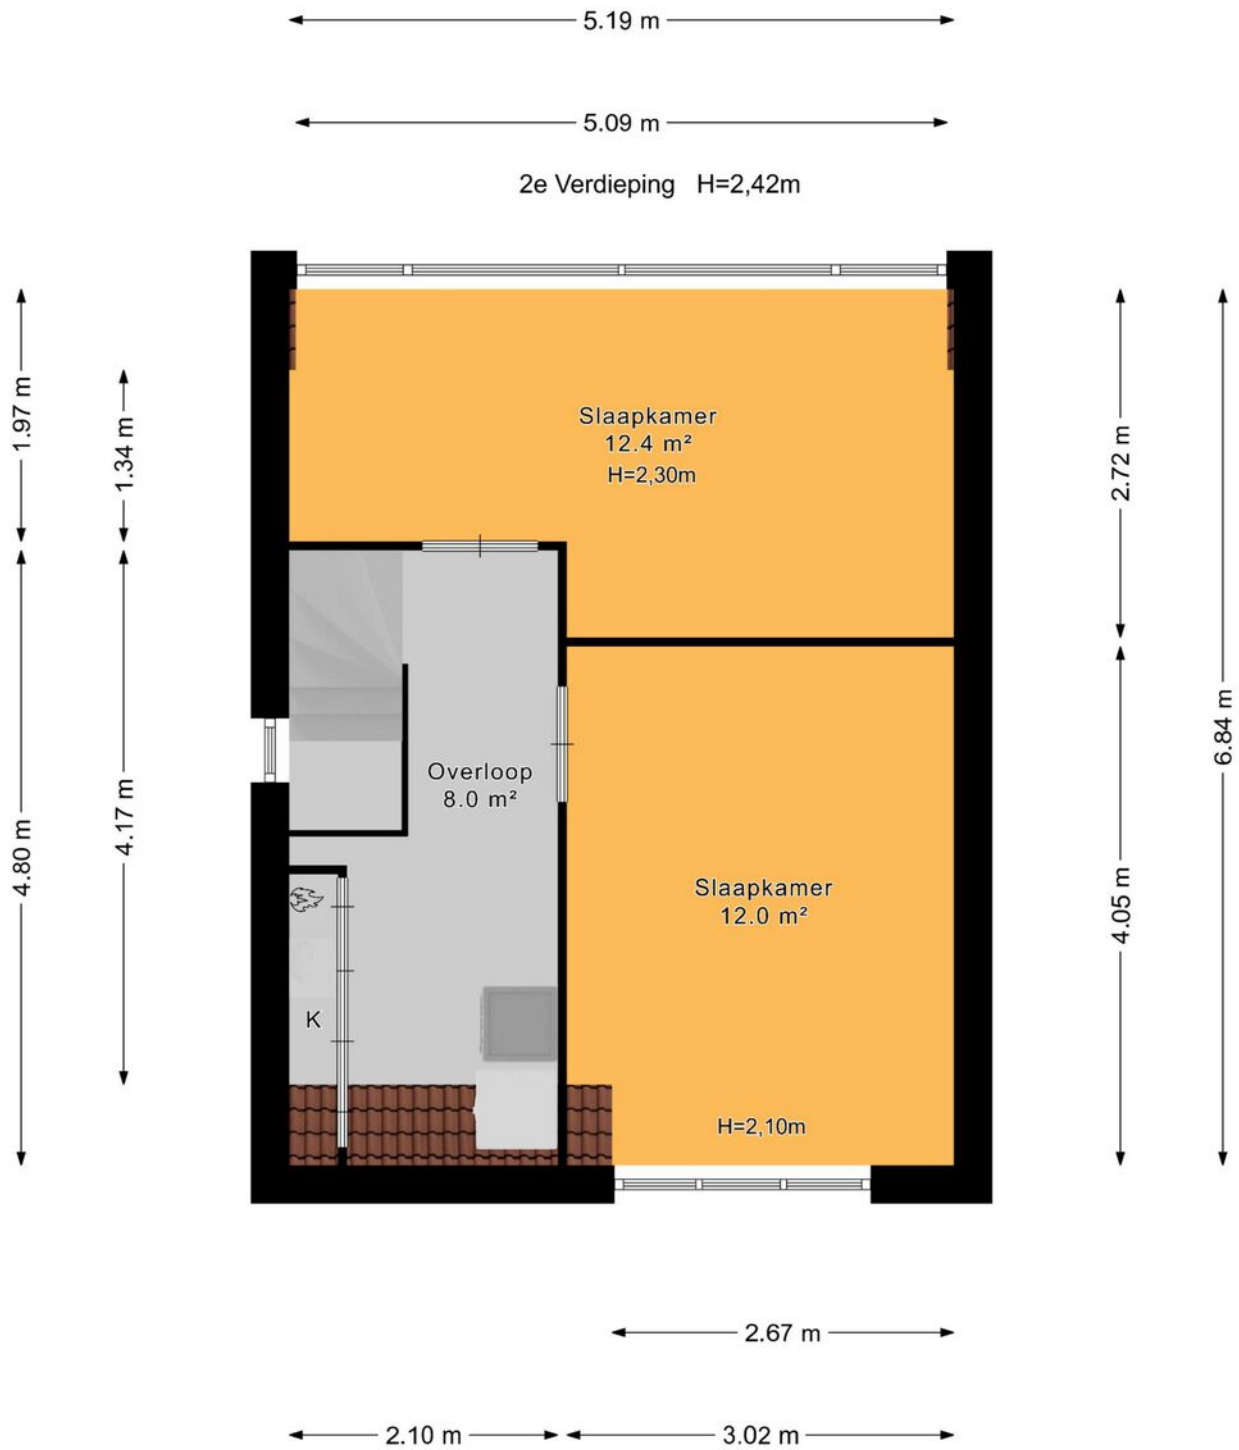 5.19 m
5.09 m
2e Verdieping H=2,42m
1.97 m
1.34 m
Slaapkamer
12.4 m²
H=2,30m
2.72 m
6.84 m
4.80 m
4.17 m
Overloop
8.0 m²
Slaapkamer
12.0 m²
4.05 m
K
H=2,10m
2.67 m
2.10 m
3.02 m